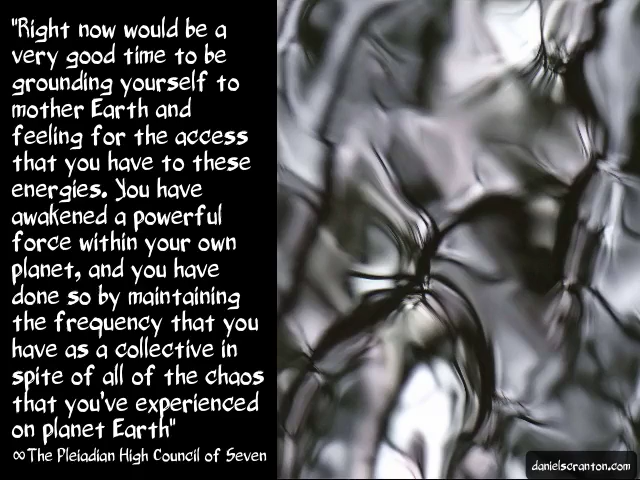 "Right now would be a
very good time to be
grounding yourself to
mother Earth and
feeling for the access
that you have to these
energies. You have
awakened a powerful
force within your own
planet, and you have
done so by maintaining
the frequency that you
have as a collective in
spite of all of the chaos
that you've experienced
on planet Earth"
∞The Pleiadian High Council of Seven
danielscranton.com